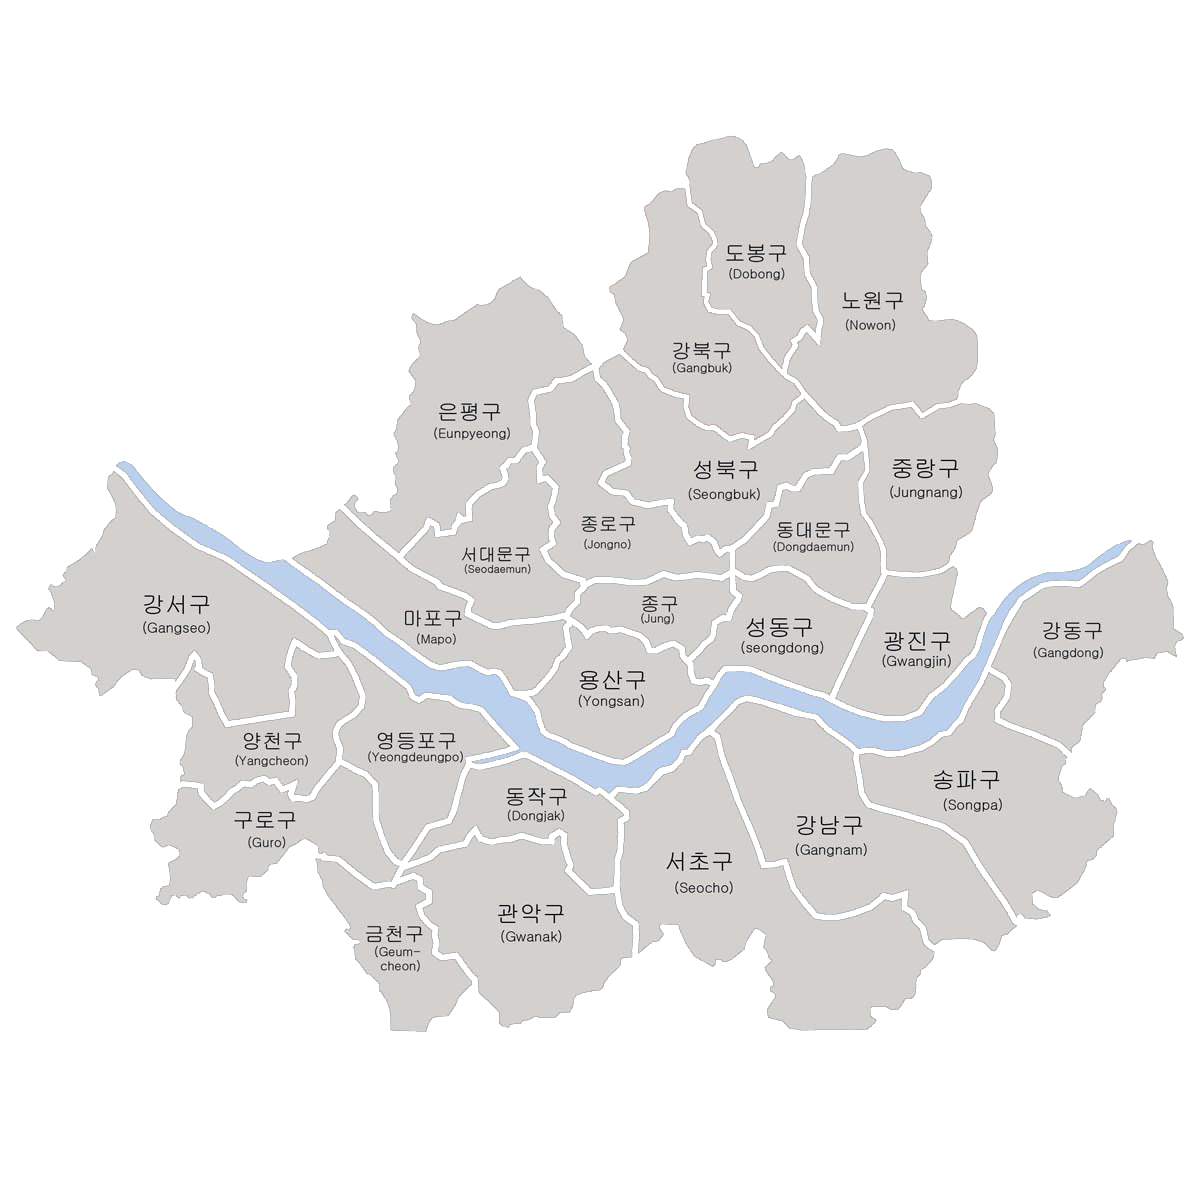 도봉구
(Dobong)
노원구
(Nowon)
강북구
(Gangbuk)
은평구
(Eunpyeong)
성북구
(Seongbuk)
중랑구
(Jungnang)
종로구
(Jongno)
동대문구
(Dongdaemun)
서대문구
(Seodaemun)
강서구
(Gangseo)
마포구
(Mapo)
종구
(Jung)
성동구
(seongdong)
광진구
(Gwangjin)
강동구
(Gangdong)
용산구
(Yongsan)
양천구
(Yangcheon)
영등포구
(Yeongdeungpo)
송파구
(Songpa)
동작구
(Dongjak)
구로구
(Guro)
강남구
(Gangnam)
서초구
(Seocho)
관악구
(Gwanak)
금천구
(Geum-
cheon)